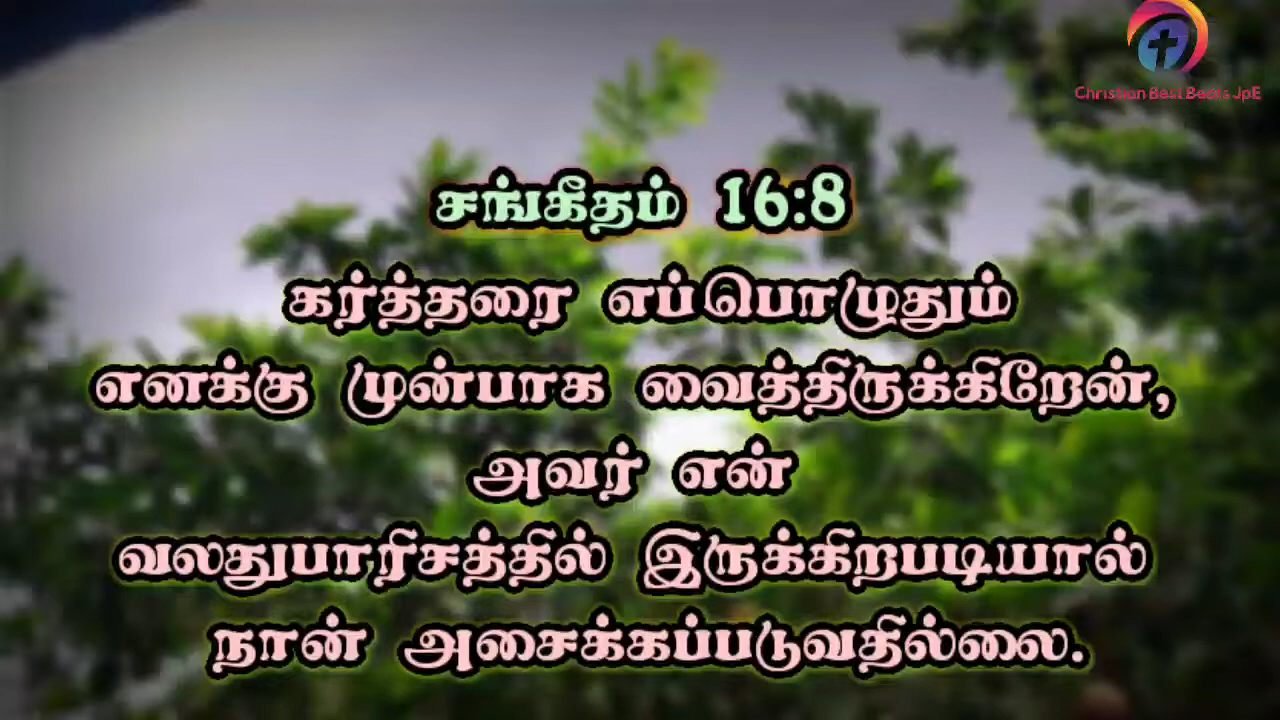 Christian Best Beats JpE
சங்கீதம் 16:8
கர்த்தரை எப்பொழுதும்
எனக்கு முன்பாக வைத்திருக்கிறேன்,
அவர் என்
வலதுபாரிசத்தில் இருக்கிறபடியால்
நான் அசைக்கப்படுவதில்லை.